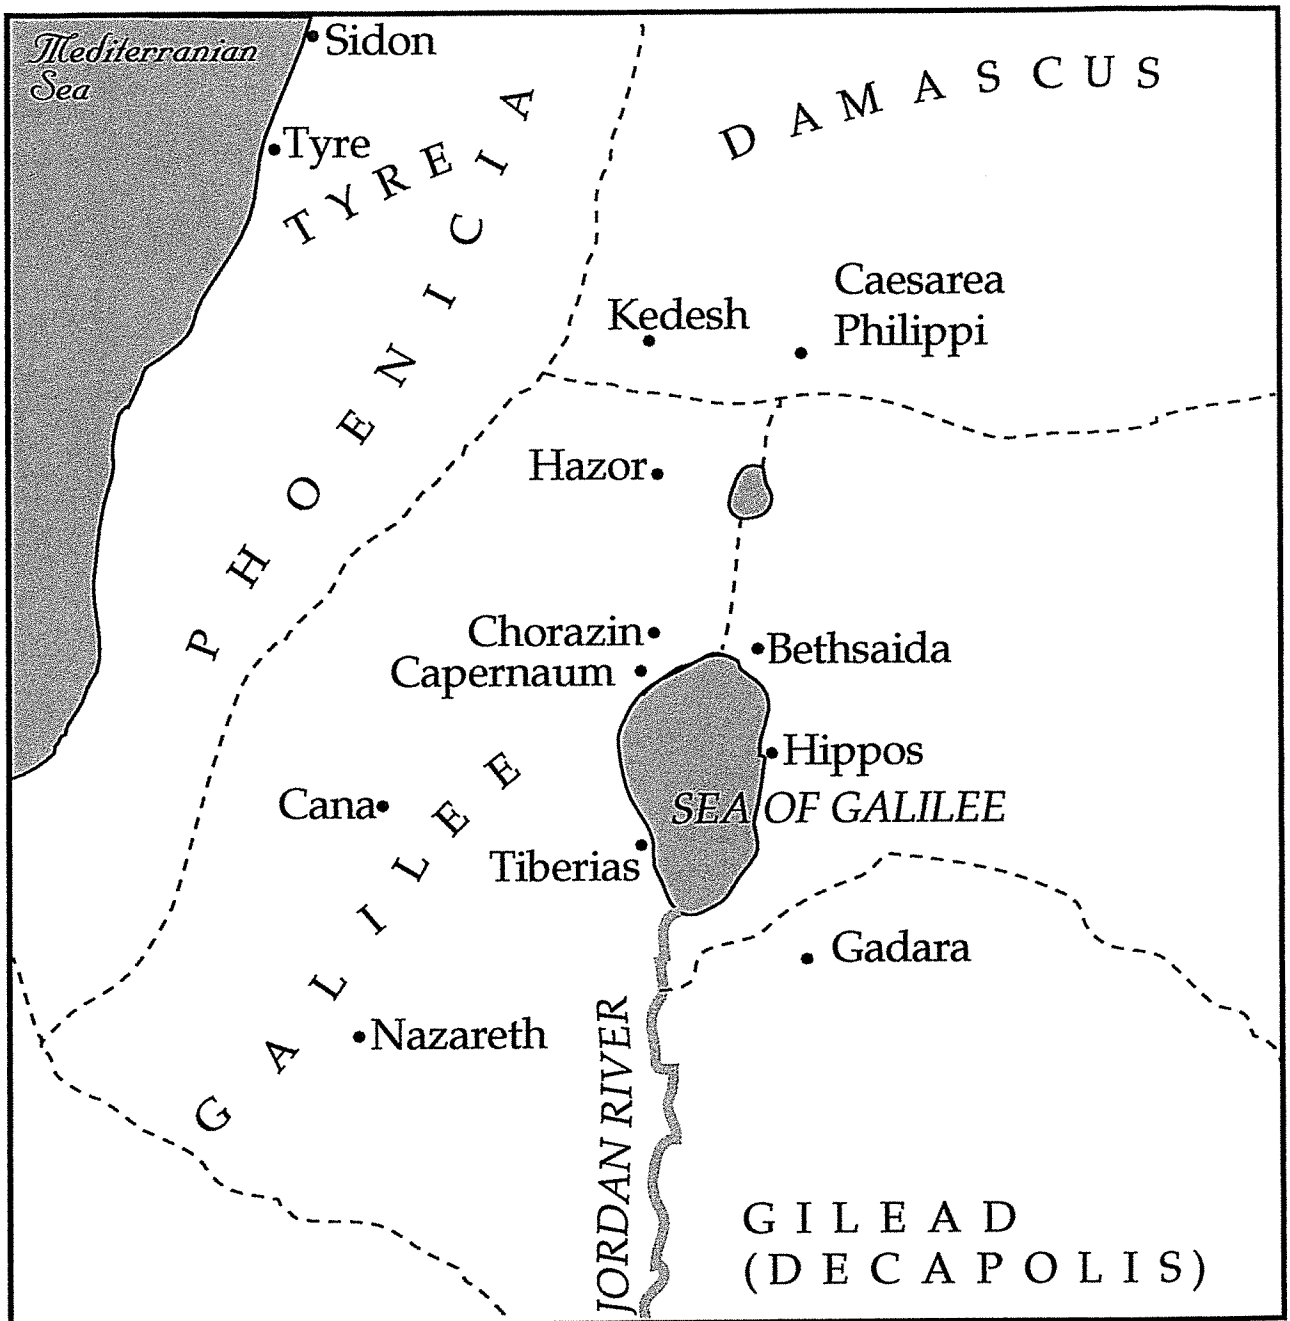 Mediterranian
Sea
Sidon
DAMASCUS
Tyre
TYRE
PHOENICIA
Caesarea
Philippi
Kedesh
Hazor
Chorazin
Bethsaida
Capernaum
Hippos
Cana
SEA OF GALILEE
Tiberias
GALILEE
Gadara
Nazareth
JORDAN RIVER
GILEAD
(DECAPOLIS)